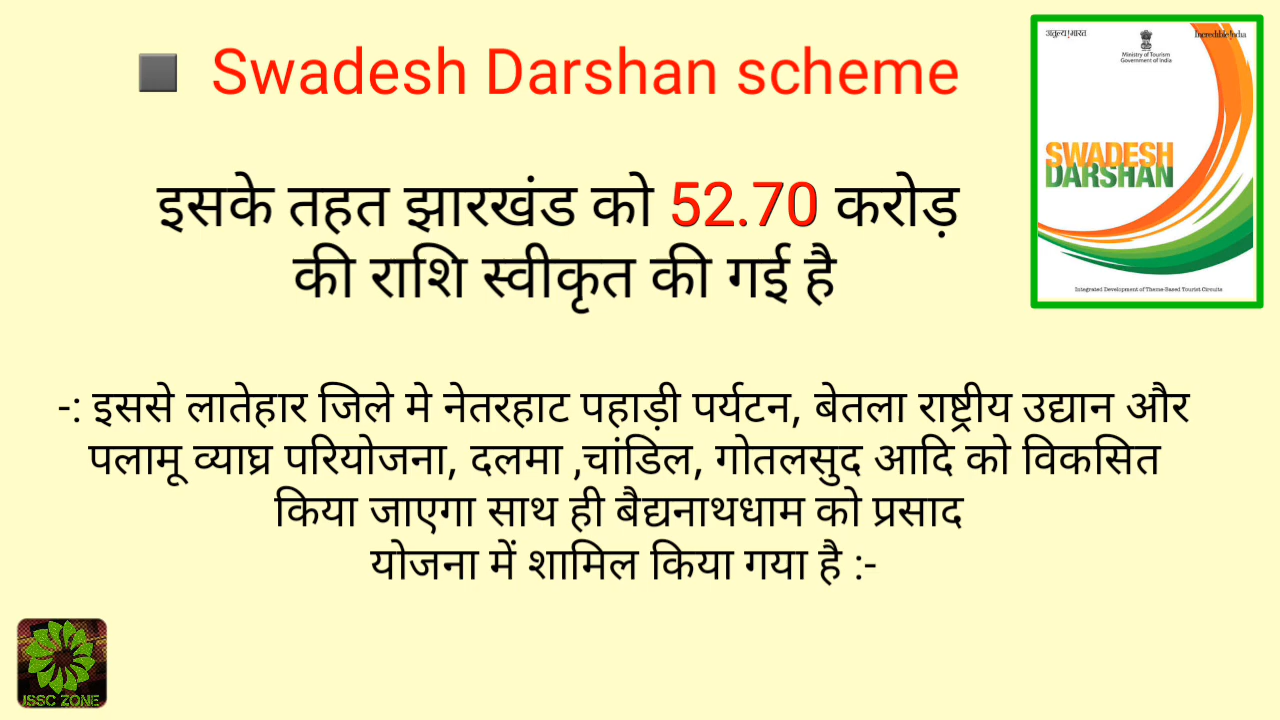 Swadesh Darshan scheme
इसके तहत झारखंड को 52.70 करोड़
की राशि स्वीकृत की गई है
-: इससे लातेहार जिले मे नेतरहाट पहाड़ी पर्यटन, बेतला राष्ट्रीय उद्यान और
पलामू व्याघ्र परियोजना, दलमा ,चांडिल, गोतलसुद आदि को विकसित
किया जाएगा साथ ही बैद्यनाथधाम को प्रसाद
योजना में शामिल किया गया है :-
अतुल्य !भारत
Incredible!ndia
Ministry of Tourism
Government of India
SWADESH
DARSHAN
Integrated Development of Theme-Based Tourist Circuits
JSSC ZONE